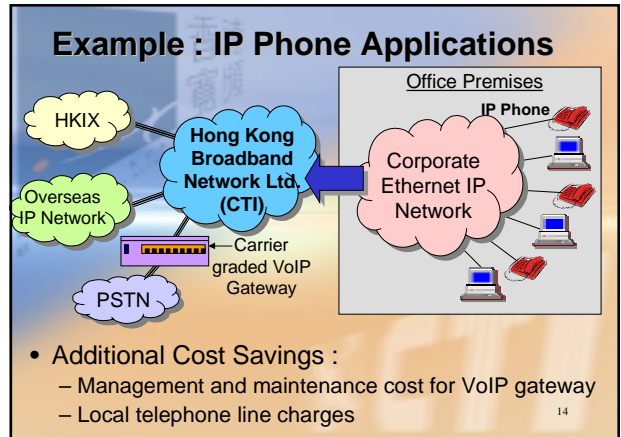 Example : IP Phone Applications
Office Premises
IP Phone
HKIX
Hong Kong
Broadband
Network Ltd.
(CTI)
Corporate
Ethernet IP
Network
Overseas
IP Network
Carrier
graded VoIP
Gateway
PSTN
• Additional Cost Savings :
– Management and maintenance cost for VoIP gateway
– Local telephone line charges
14